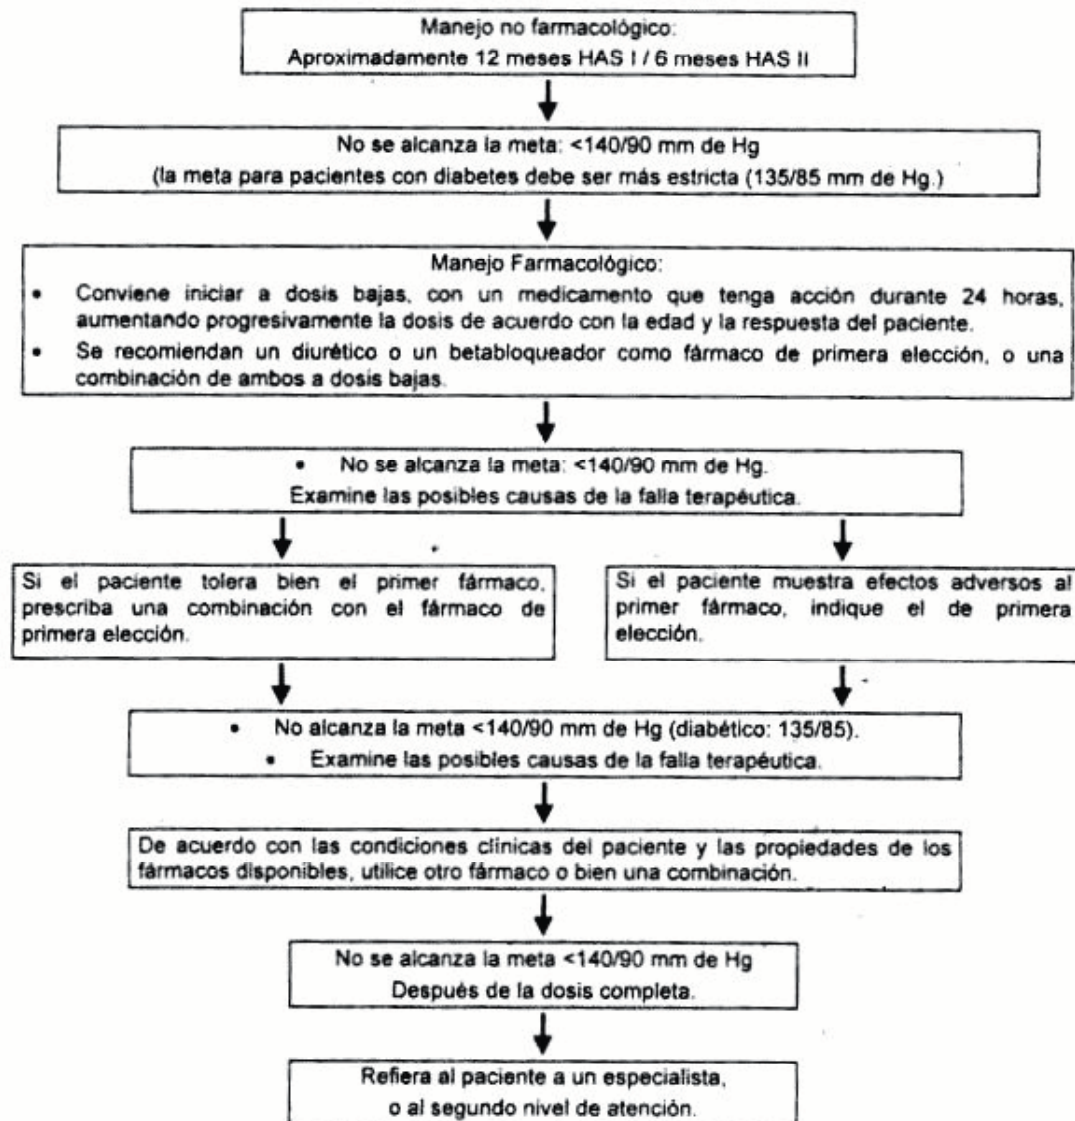 Manejo no farmacológico:
Aproximadamente 12 meses HAS I / 6 meses HAS II
No se alcanza la meta: <140/90 mm de Hg
(la meta para pacientes con diabetes debe ser más estricta (135/85 mm de Hg.)
Manejo Farmacológico:
• Conviene iniciar a dosis bajas, con un medicamento que tenga acción durante 24 horas,
aumentando progresivamente la dosis de acuerdo con la edad y la respuesta del paciente.
• Se recomiendan un diurético o un betabloqueador como fármaco de primera elección, o una
combinación de ambos a dosis bajas.
• No se alcanza la meta: <140/90 mm de Hg.
Examine las posibles causas de la falla terapéutica.
Si el paciente tolera bien el primer fármaco,
prescriba una combinación con el fármaco de
primera elección.
Si el paciente muestra efectos adversos al
primer fármaco, indique el de primera
elección.
• No alcanza la meta <140/90 mm de Hg (diabético: 135/85).
• Examine las posibles causas de la falla terapéutica.
De acuerdo con las condiciones clínicas del paciente y las propiedades de los
fármacos disponibles, utilice otro fármaco o bien una combinación.
No se alcanza la meta <140/90 mm de Hg
Después de la dosis completa.
Refiera al paciente a un especialista,
o al segundo nivel de atención.